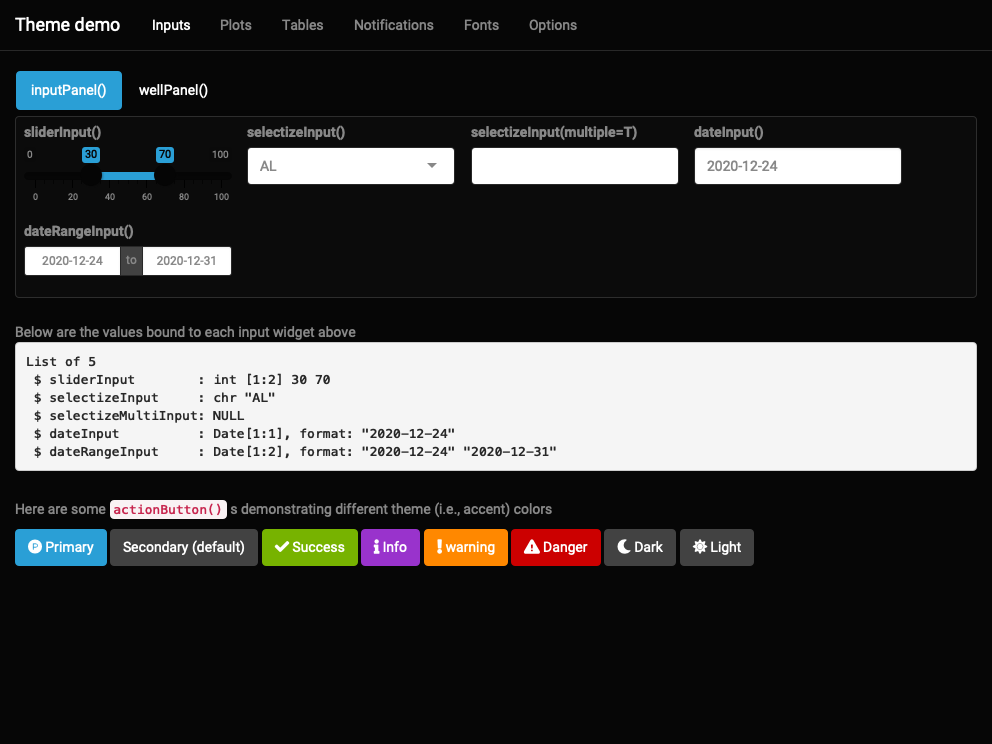 Theme demo Inputs Plots Tables Notifications Fonts Options
inputPanel() wellPanel()
sliderInput() selectizeInput() selectizeInput(multiple=T) dateInput()
0 30 70 100
AL 2020-12-24
0 20 40 60 80 100
dateRangeInput()
2020-12-24 to 2020-12-31
Below are the values bound to each input widget above
List of 5
 $ sliderInput        : int [1:2] 30 70
 $ selectizeInput     : chr "AL"
 $ selectizeMultiInput: NULL
 $ dateInput          : Date[1:1], format: "2020-12-24"
 $ dateRangeInput     : Date[1:2], format: "2020-12-24" "2020-12-31"
Here are some actionButton() s demonstrating different theme (i.e., accent) colors
Primary Secondary (default) Success Info warning Danger Dark Light